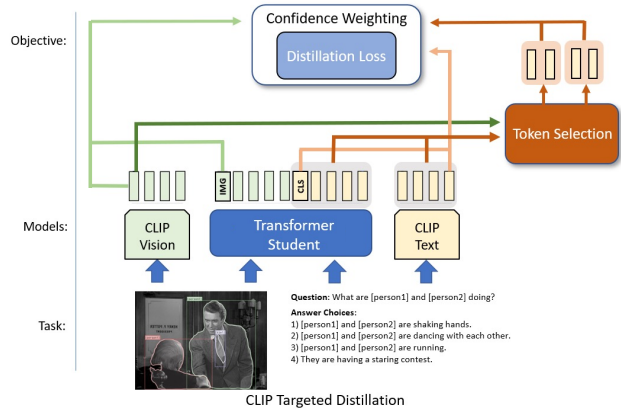 Objective:
Confidence Weighting
Distillation Loss
Token Selection
IMG
CLS
Models:
CLIP
Vision
Transformer
Student
CLIP
Text
Task:
Question: What are [person1] and [person2] doing?
Answer Choices:
1) [person1] and [person2] are shaking hands.
2) [person1] and [person2] are dancing with each other.
3) [person1] and [person2] are running.
4) They are having a staring contest.
CLIP Targeted Distillation